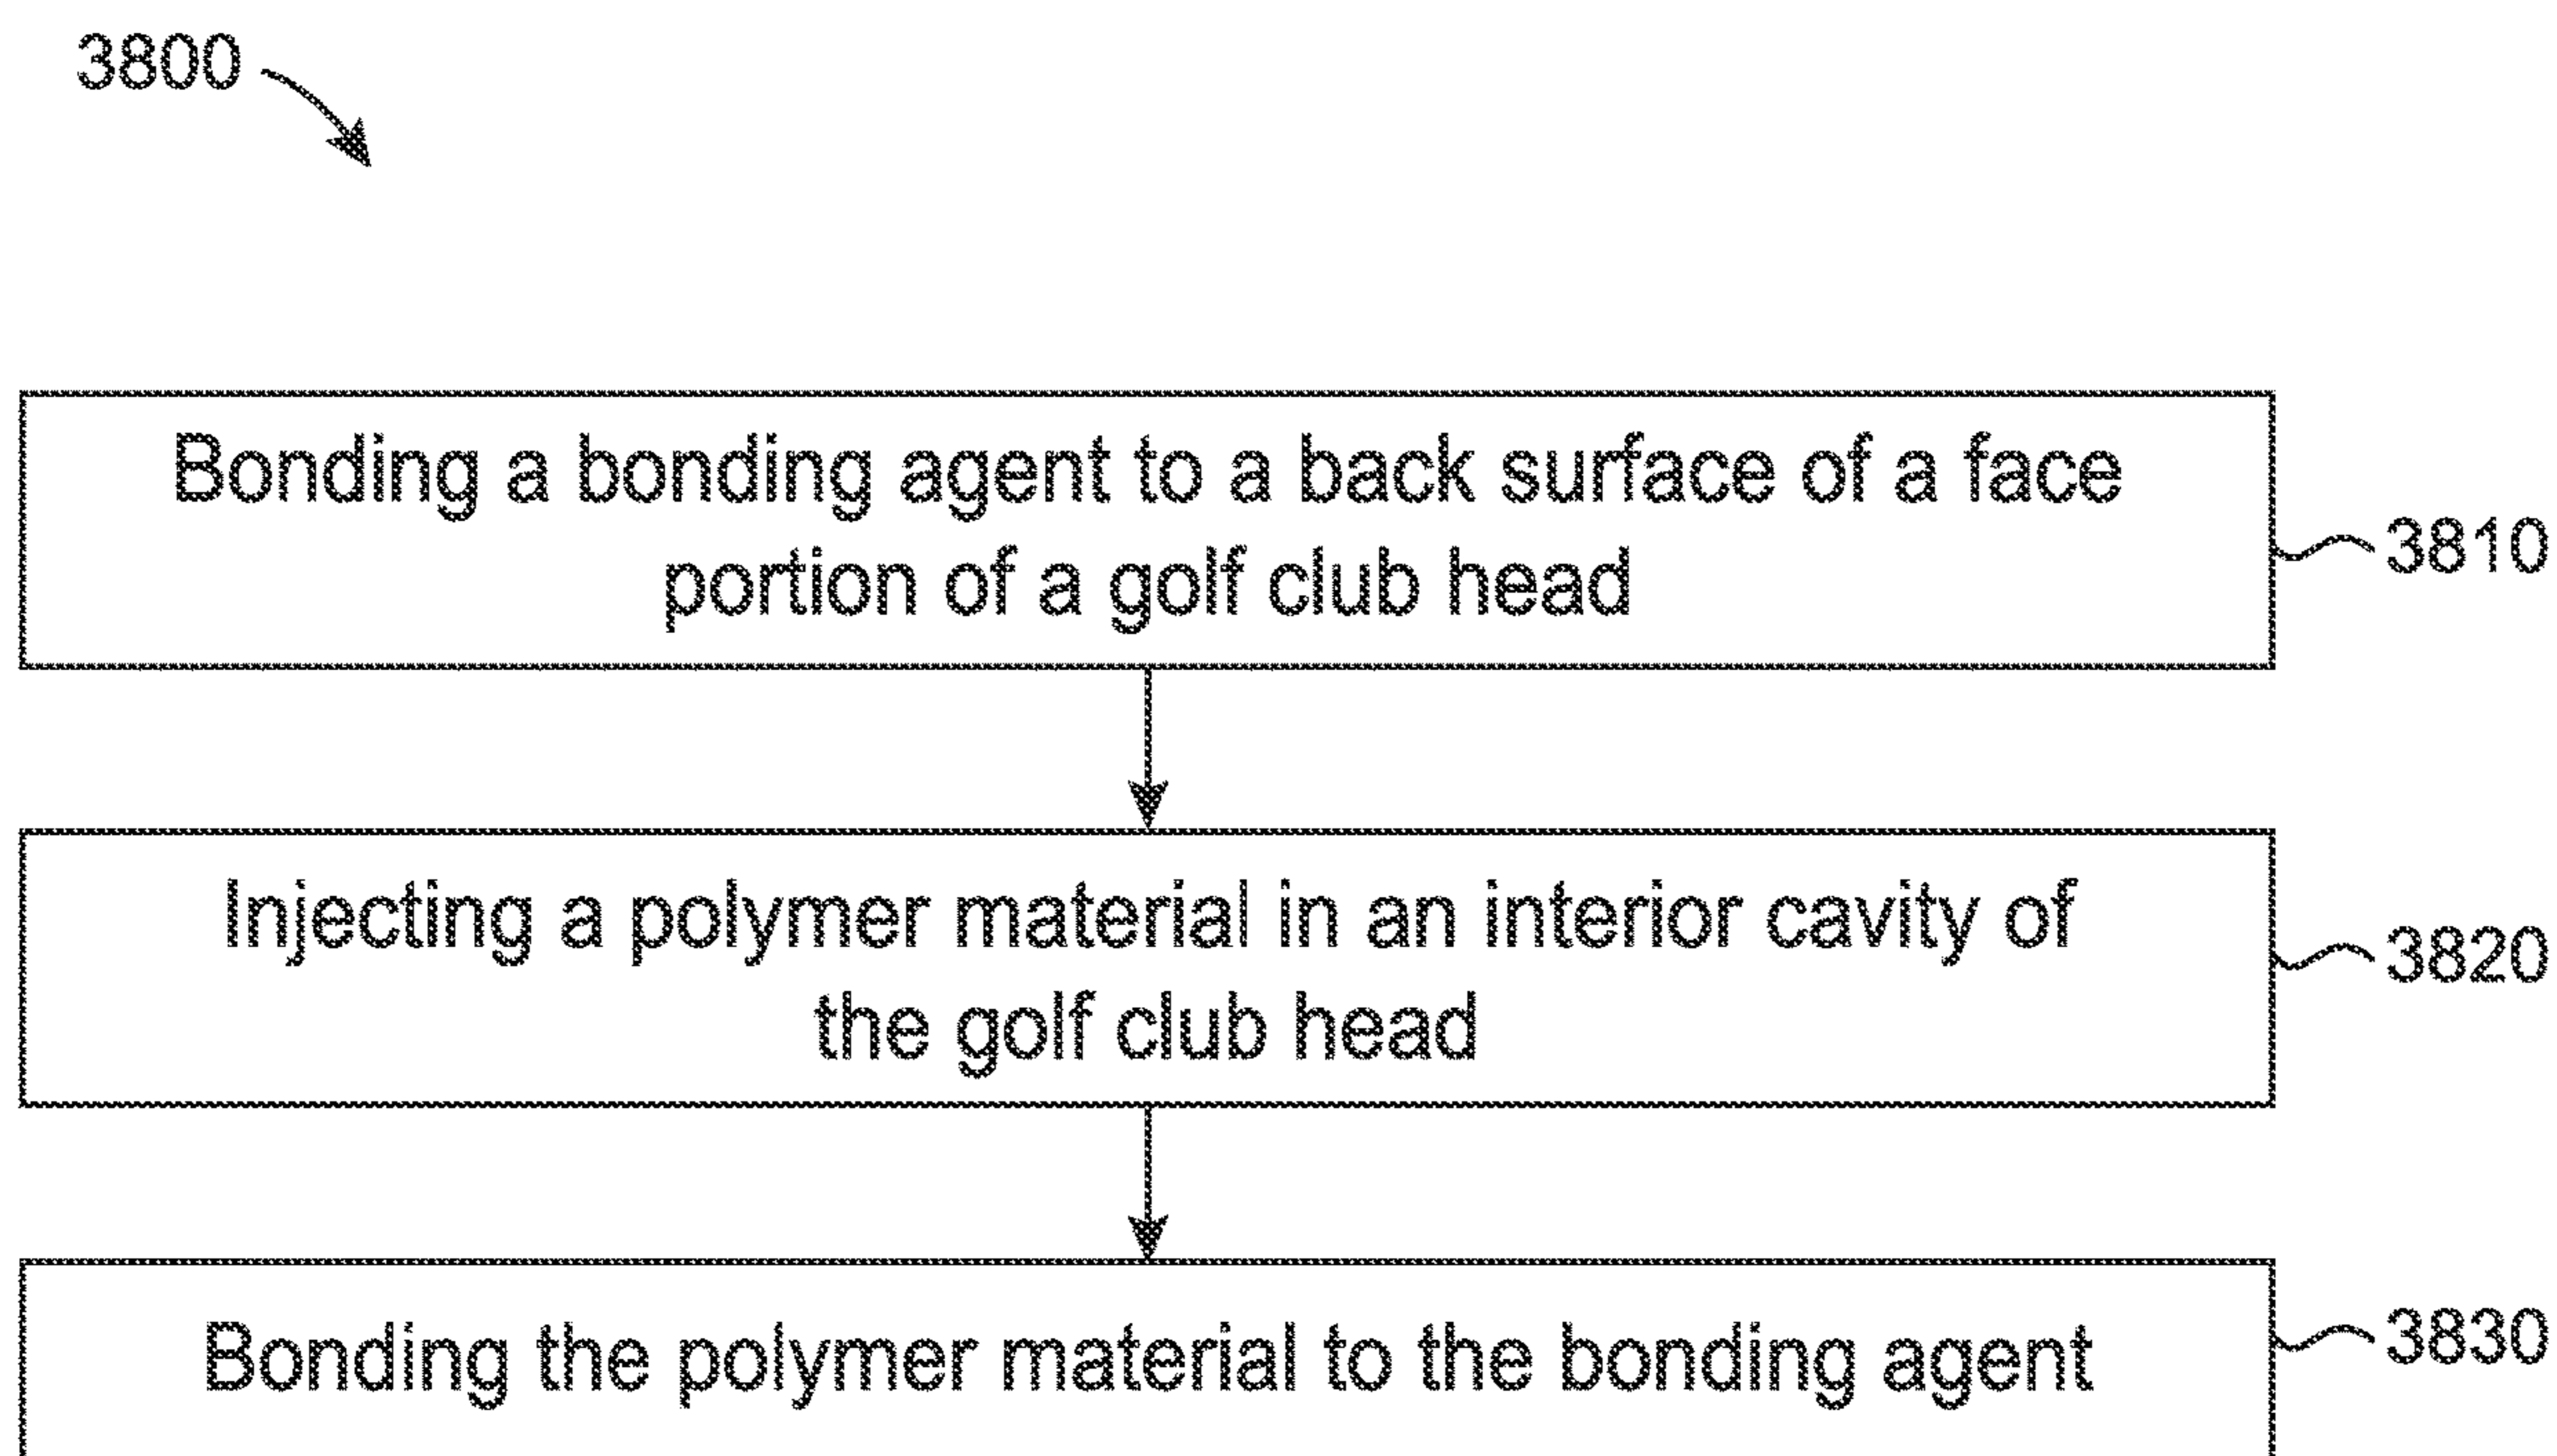 3800
Bonding a bonding agent to a back surface of a face
portion of a golf club head
3810
Injecting a polymer material in an interior cavity of
the golf club head
3820
Bonding the polymer material to the bonding agent
3830